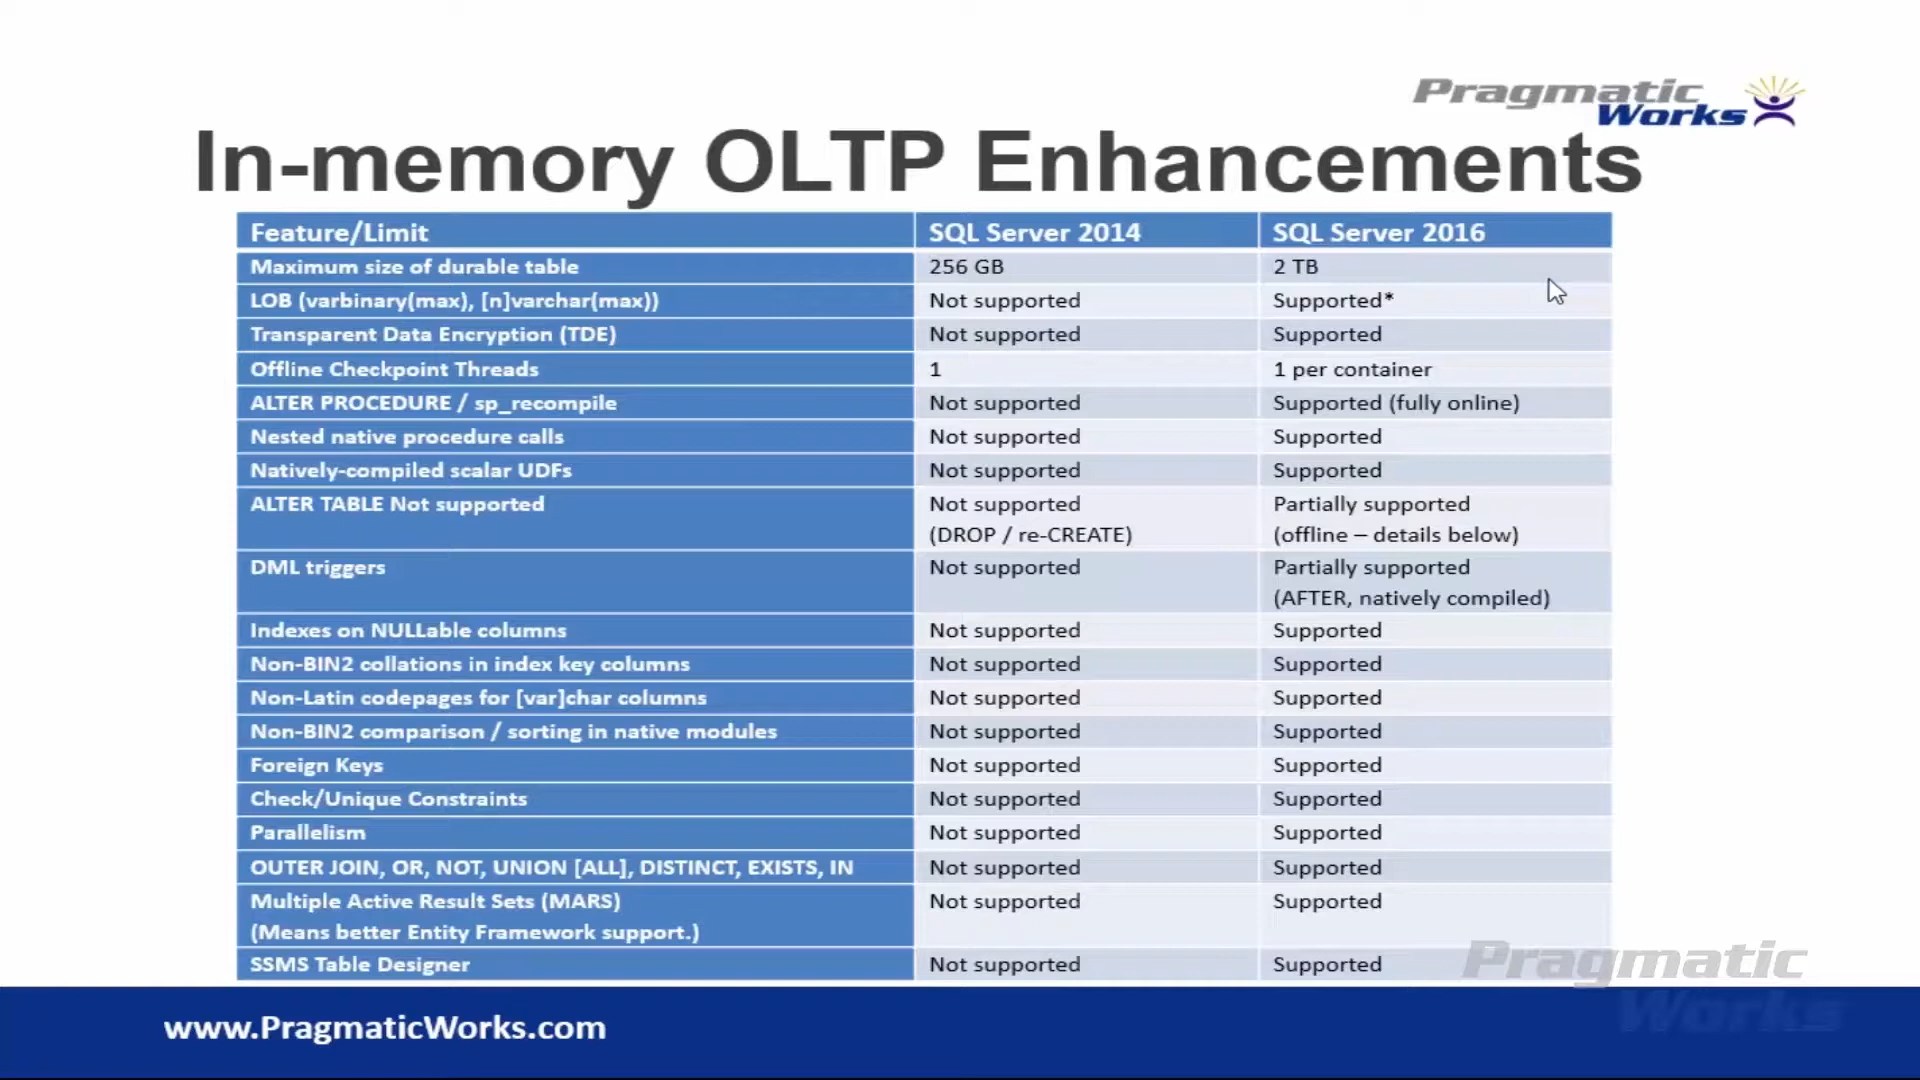 Pragmatic
Works
In-memory OLTP Enhancements
Feature/Limit SQL Server 2014 SQL Server 2016
Maximum size of durable table 256 GB 2 TB
LOB (varbinary(max), [n]varchar(max)) Not supported Supported*
Transparent Data Encryption (TDE) Not supported Supported
Offline Checkpoint Threads 1 1 per container
ALTER PROCEDURE / sp_recompile Not supported Supported (fully online)
Nested native procedure calls Not supported Supported
Natively-compiled scalar UDFs Not supported Supported
ALTER TABLE Not supported Not supported Partially supported
(DROP / re-CREATE) (offline – details below)
DML triggers Not supported Partially supported
(AFTER, natively compiled)
Indexes on NULLable columns Not supported Supported
Non-BIN2 collations in index key columns Not supported Supported
Non-Latin codepages for [var]char columns Not supported Supported
Non-BIN2 comparison / sorting in native modules Not supported Supported
Foreign Keys Not supported Supported
Check/Unique Constraints Not supported Supported
Parallelism Not supported Supported
OUTER JOIN, OR, NOT, UNION [ALL], DISTINCT, EXISTS, IN Not supported Supported
Multiple Active Result Sets (MARS) Not supported Supported
(Means better Entity Framework support.)
SSMS Table Designer Not supported Supported
Pragmatic
Works
www.PragmaticWorks.com